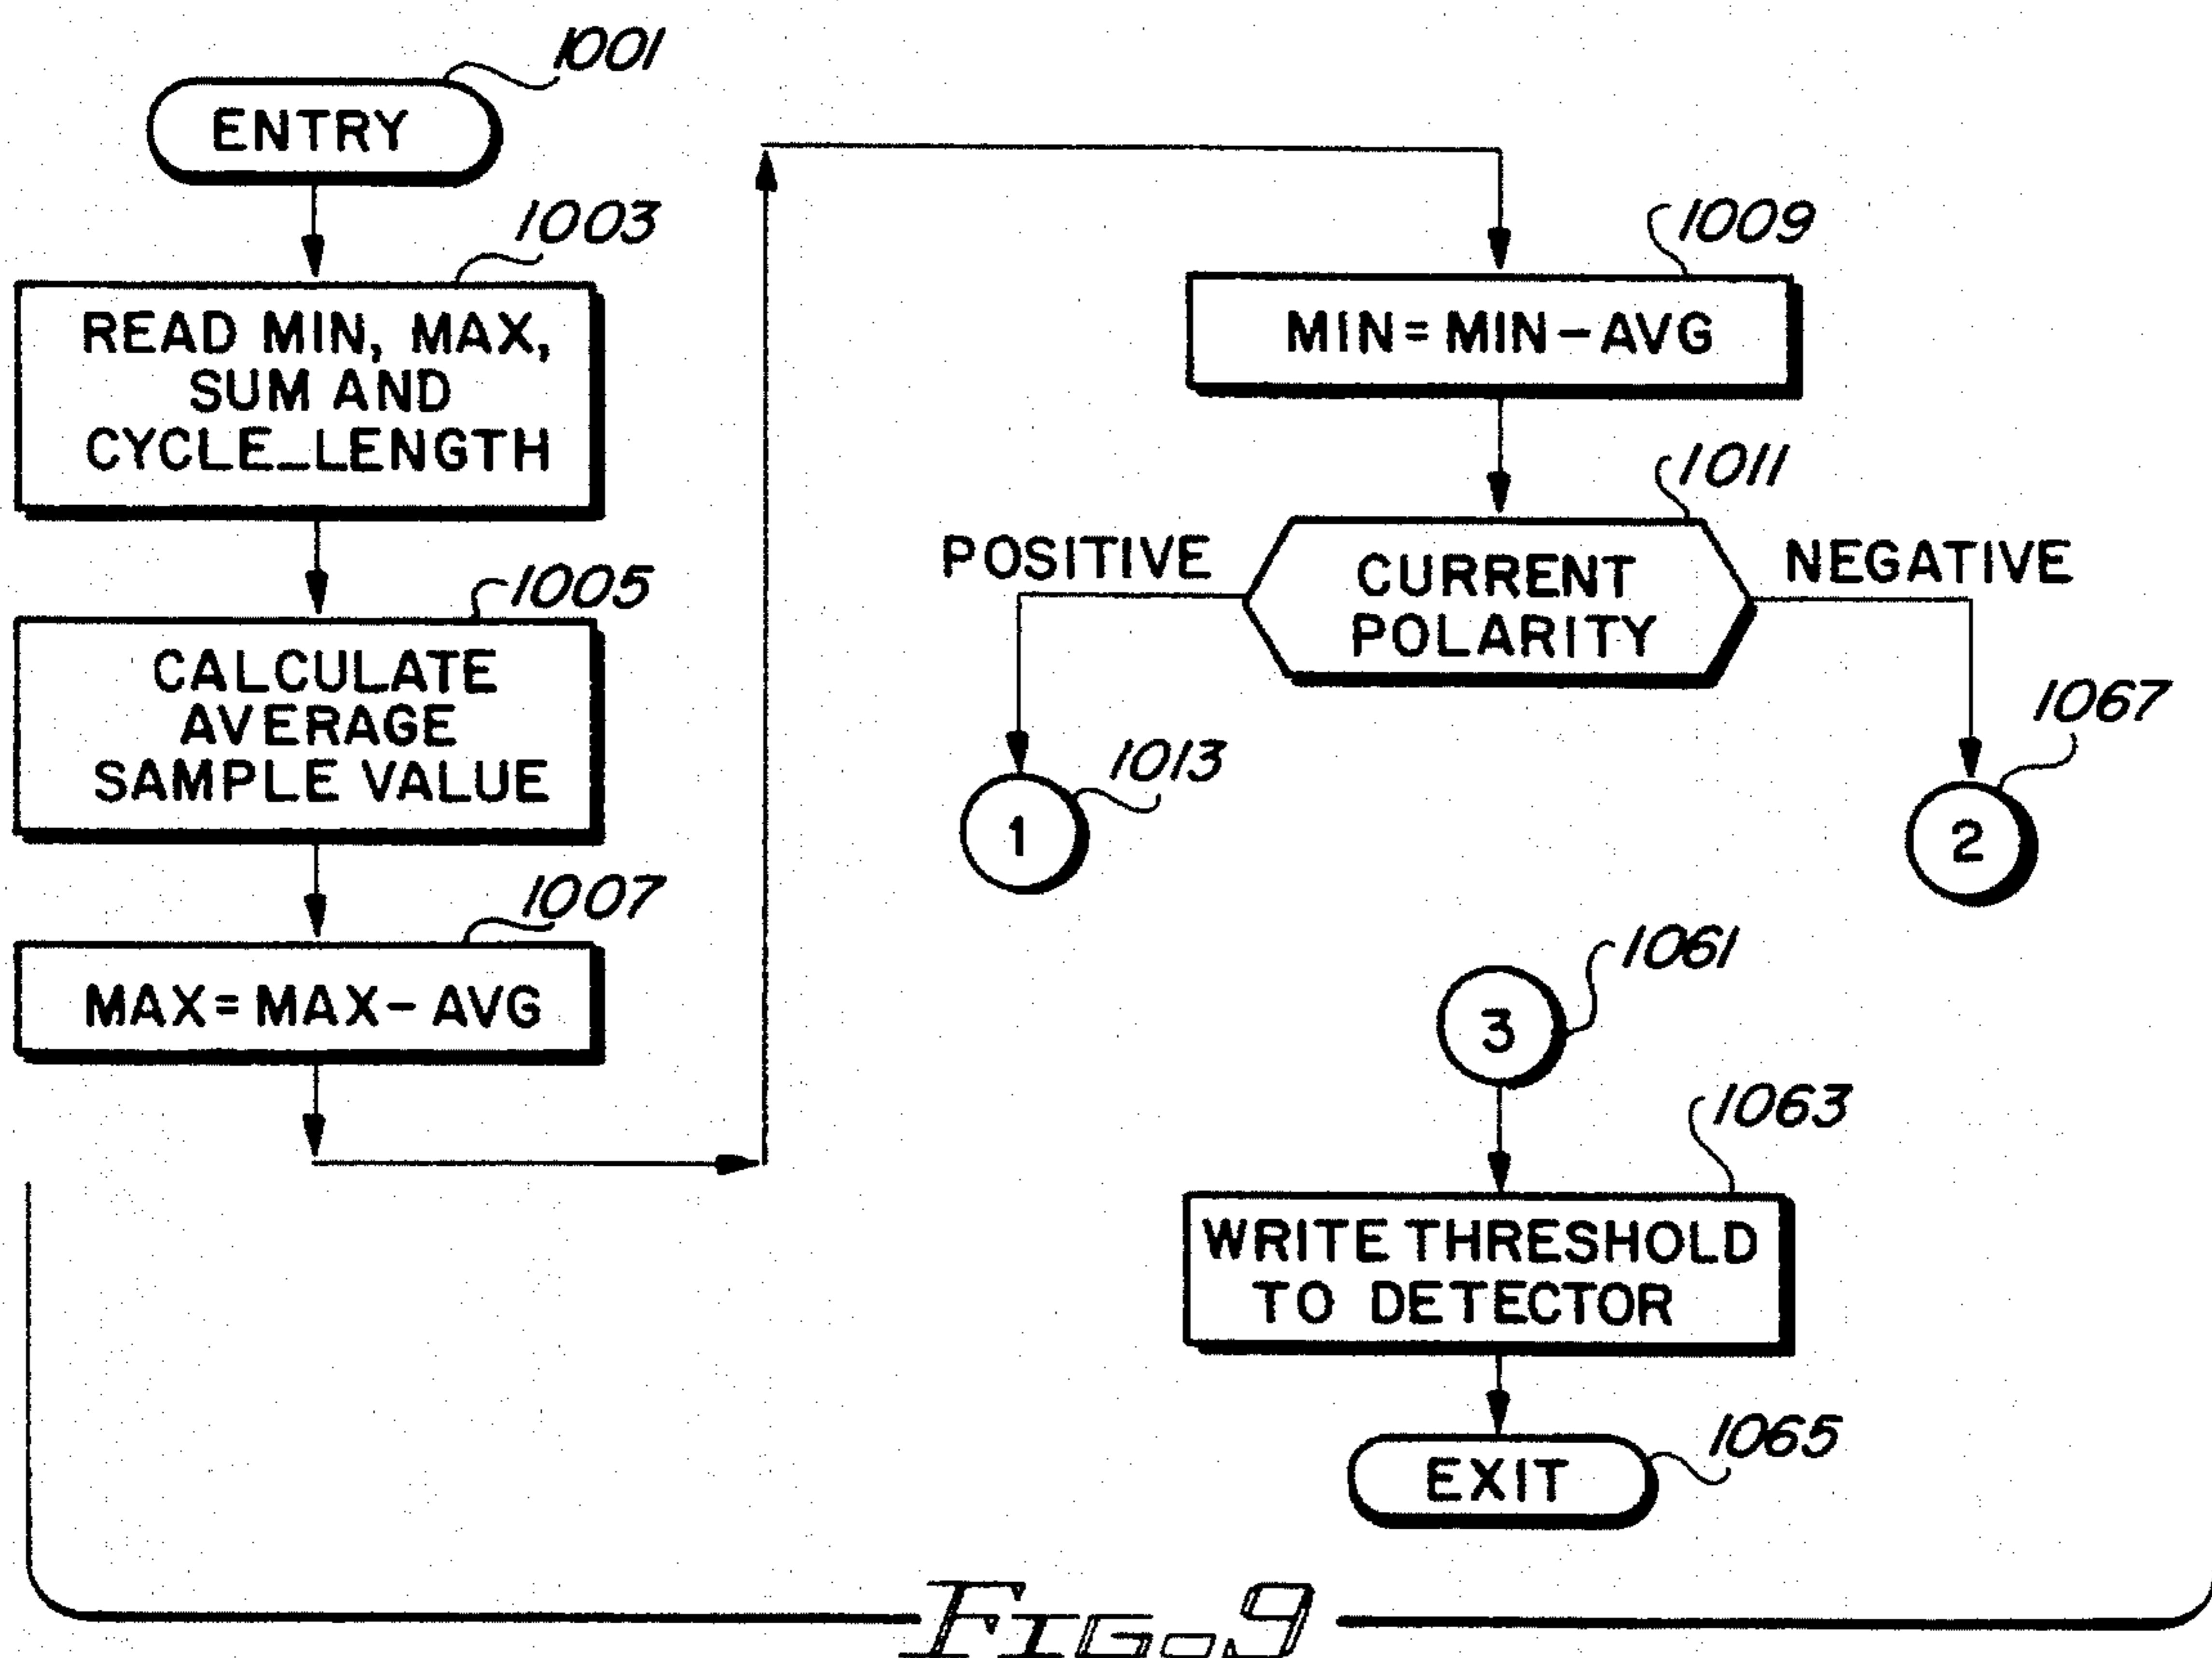 1001
ENTRY
1003
READ MIN, MAX,
SUM AND
CYCLE_LENGTH
1005
CALCULATE
AVERAGE
SAMPLE VALUE
1007
MAX = MAX - AVG
1009
MIN = MIN - AVG
1011
CURRENT
POLARITY
POSITIVE
NEGATIVE
1013
1
1067
2
1061
3
1063
WRITE THRESHOLD
TO DETECTOR
1065
EXIT
FIG. 9